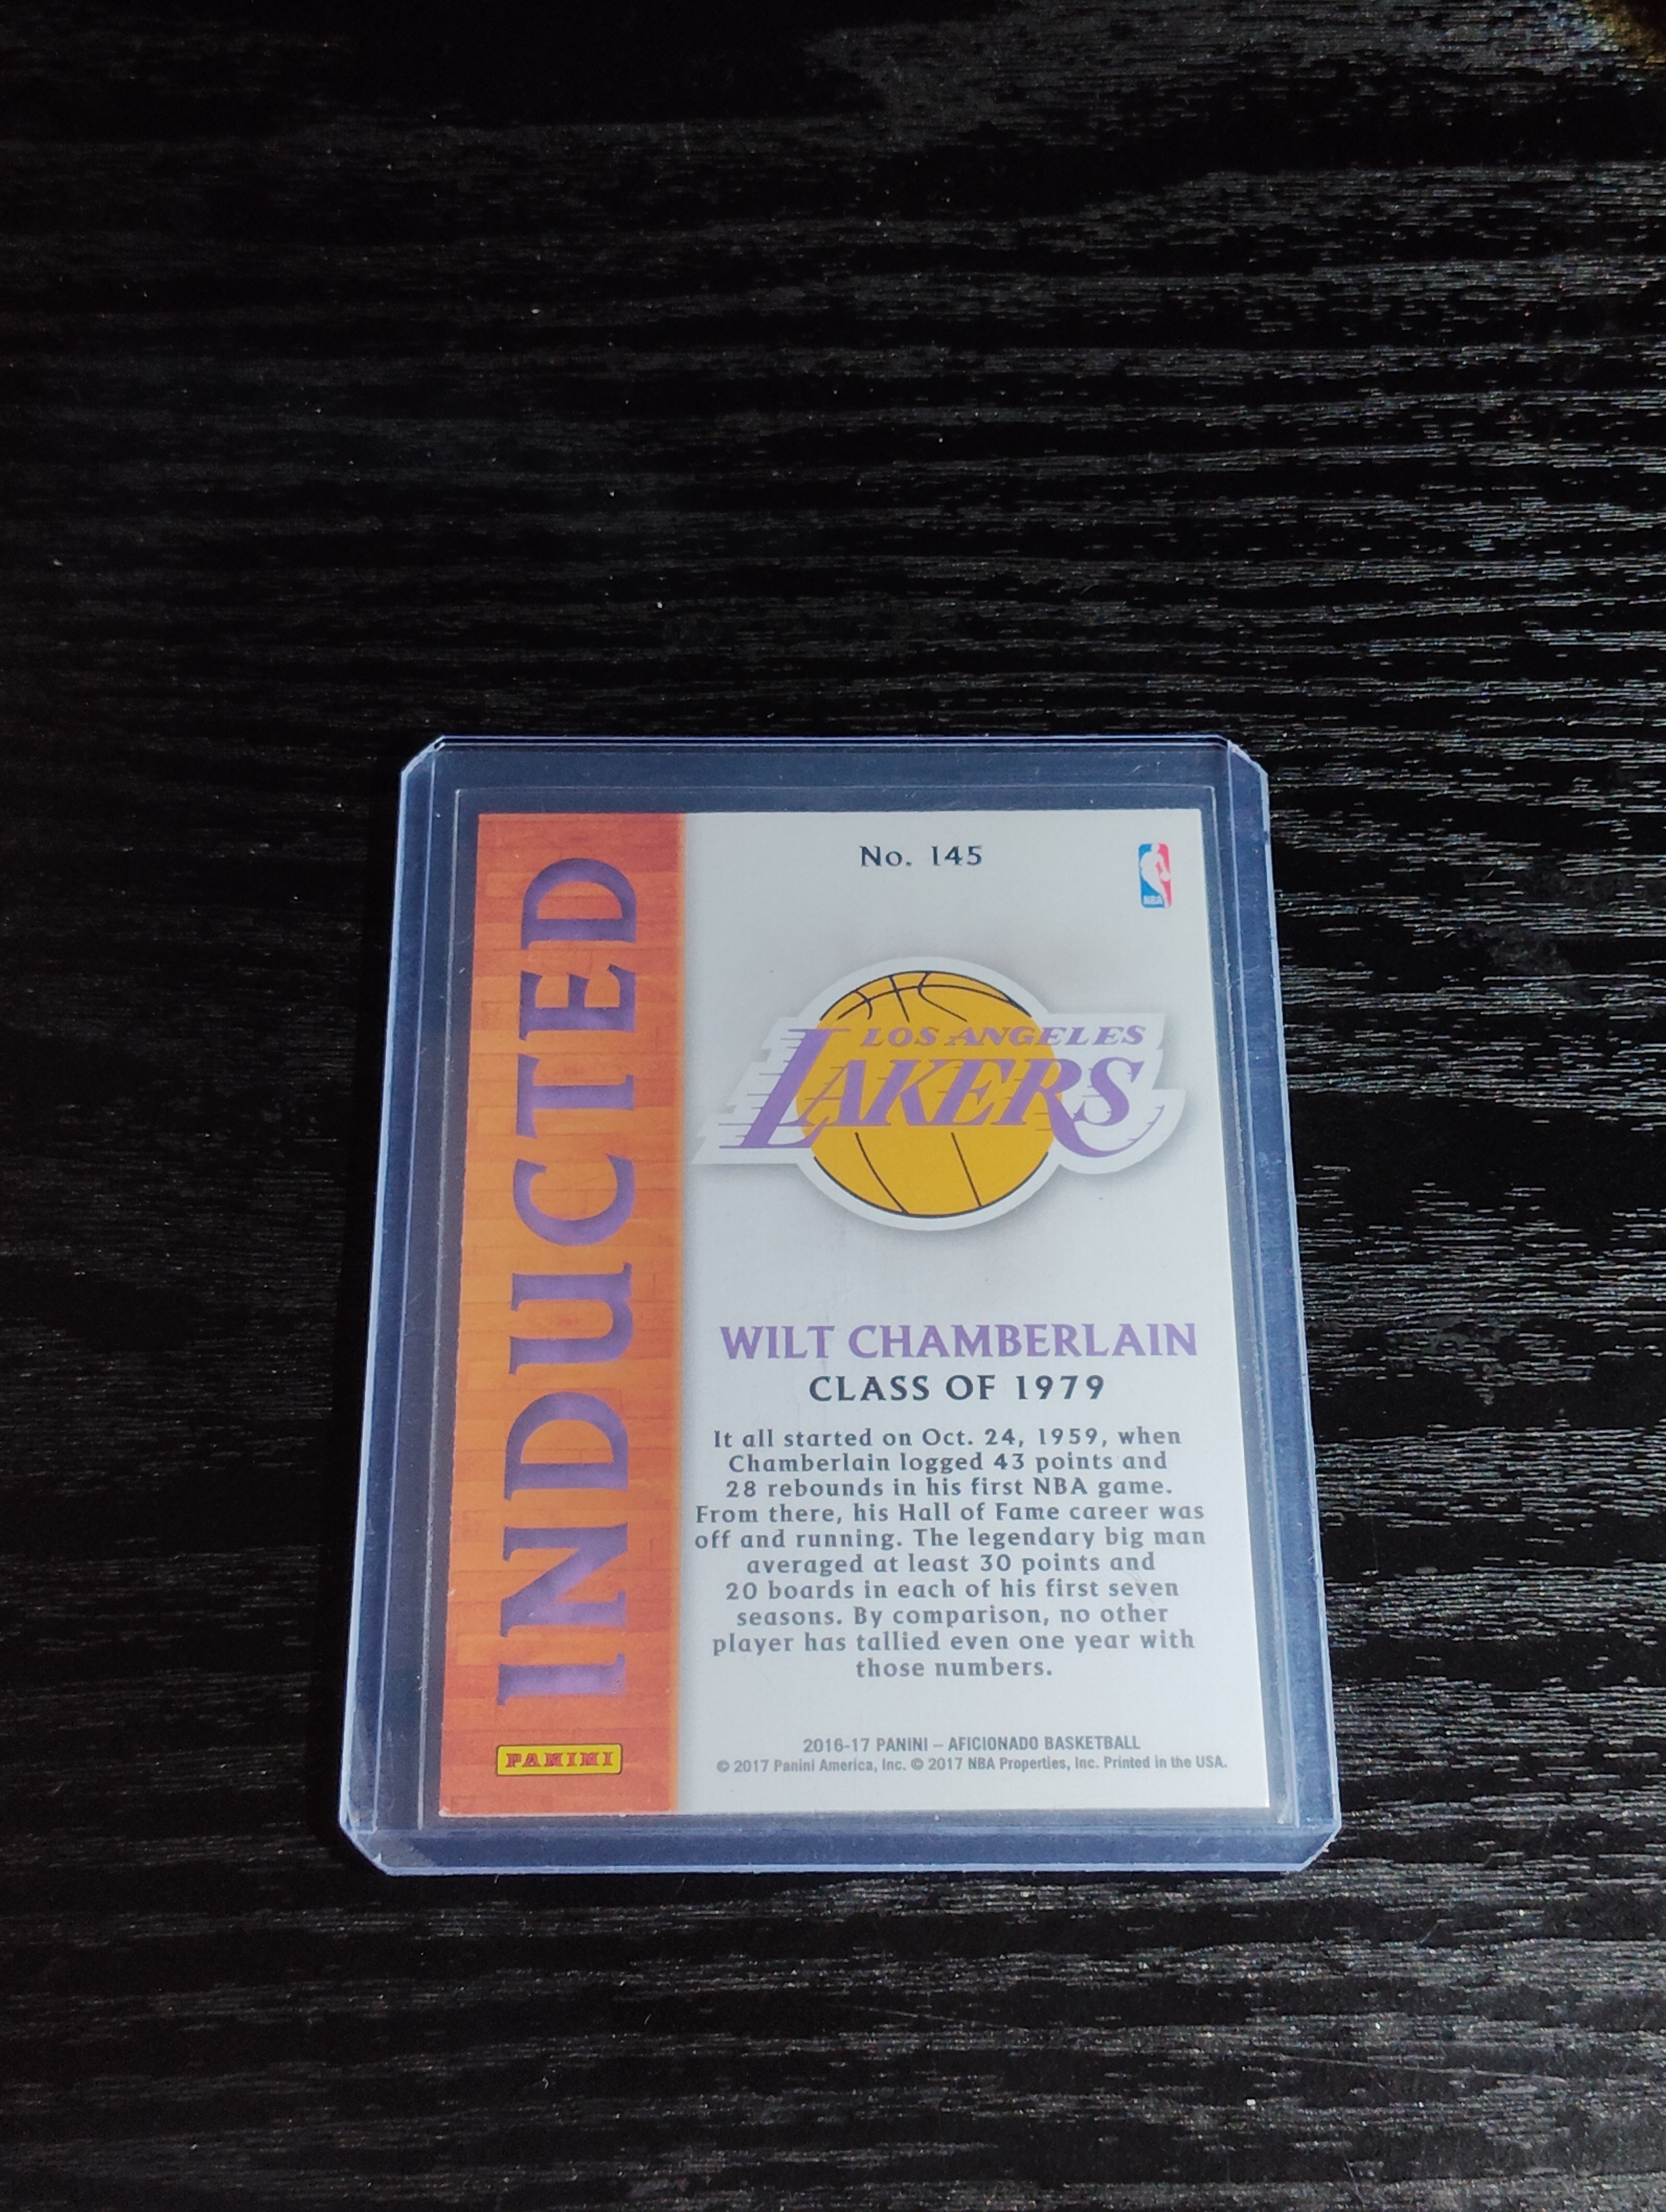 No. 145
NBA
INDUCTED
LOS ANGELES
LAKERS
WILT CHAMBERLAIN
CLASS OF 1979
It all started on Oct. 24, 1959, when
Chamberlain logged 43 points and
28 rebounds in his first NBA game.
From there, his Hall of Fame career was
off and running. The legendary big man
averaged at least 30 points and
20 boards in each of his first seven
seasons. By comparison, no other
player has tallied even one year with
those numbers.
PANINI
2016-17 PANINI – AFICIONADO BASKETBALL
© 2017 Panini America, Inc. © 2017 NBA Properties, Inc. Printed in the USA.